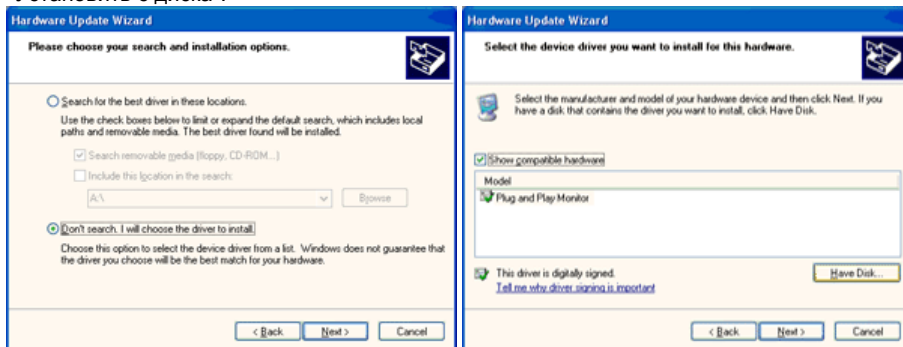 Hardware Update Wizard
Please choose your search and installation options.
Search for the best driver in these locations.
Use the check boxes below to limit or expand the default search, which includes local
paths and removable media. The best driver found will be installed.
Search removable media (floppy, CD-ROM...)
Include this location in the search:
A:\
Browse
Don't search. I will choose the driver to install.
Choose this option to select the device driver from a list. Windows does not guarantee that
the driver you choose will be the best match for your hardware.
< Back
Next >
Cancel
Hardware Update Wizard
Select the device driver you want to install for this hardware.
Select the manufacturer and model of your hardware device and then click Next. If you
have a disk that contains the driver you want to install, click Have Disk.
Show compatible hardware
Model
Plug and Play Monitor
This driver is digitally signed.
Tell me why driver signing is important
Have Disk...
< Back
Next >
Cancel